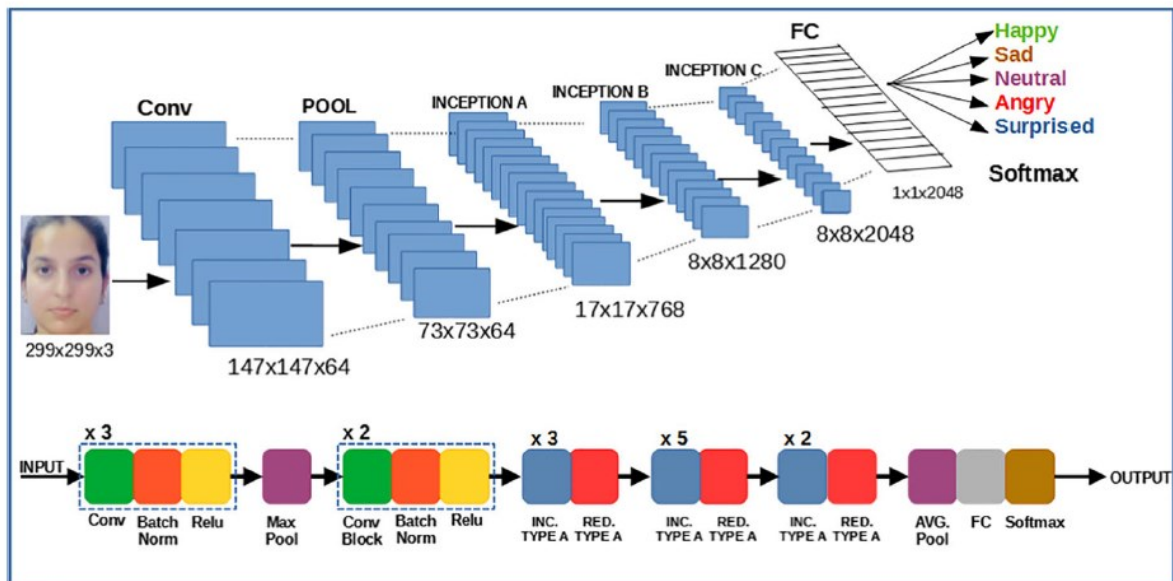 FC
Happy
Sad
Neutral
Angry
Surprised
Softmax
INCEPTION C
INCEPTION B
INCEPTION A
POOL
Conv
1x1x2048
8x8x2048
8x8x1280
17x17x768
73x73x64
147x147x64
299x299x3
x 3
x 2
x 3
x 5
x 2
INPUT
OUTPUT
Conv
Batch
Norm
Relu
Max
Pool
Conv
Block
Batch
Norm
Relu
INC.
TYPE A
RED.
TYPE A
INC.
TYPE A
RED.
TYPE A
INC.
TYPE A
RED.
TYPE A
AVG.
Pool
FC
Softmax